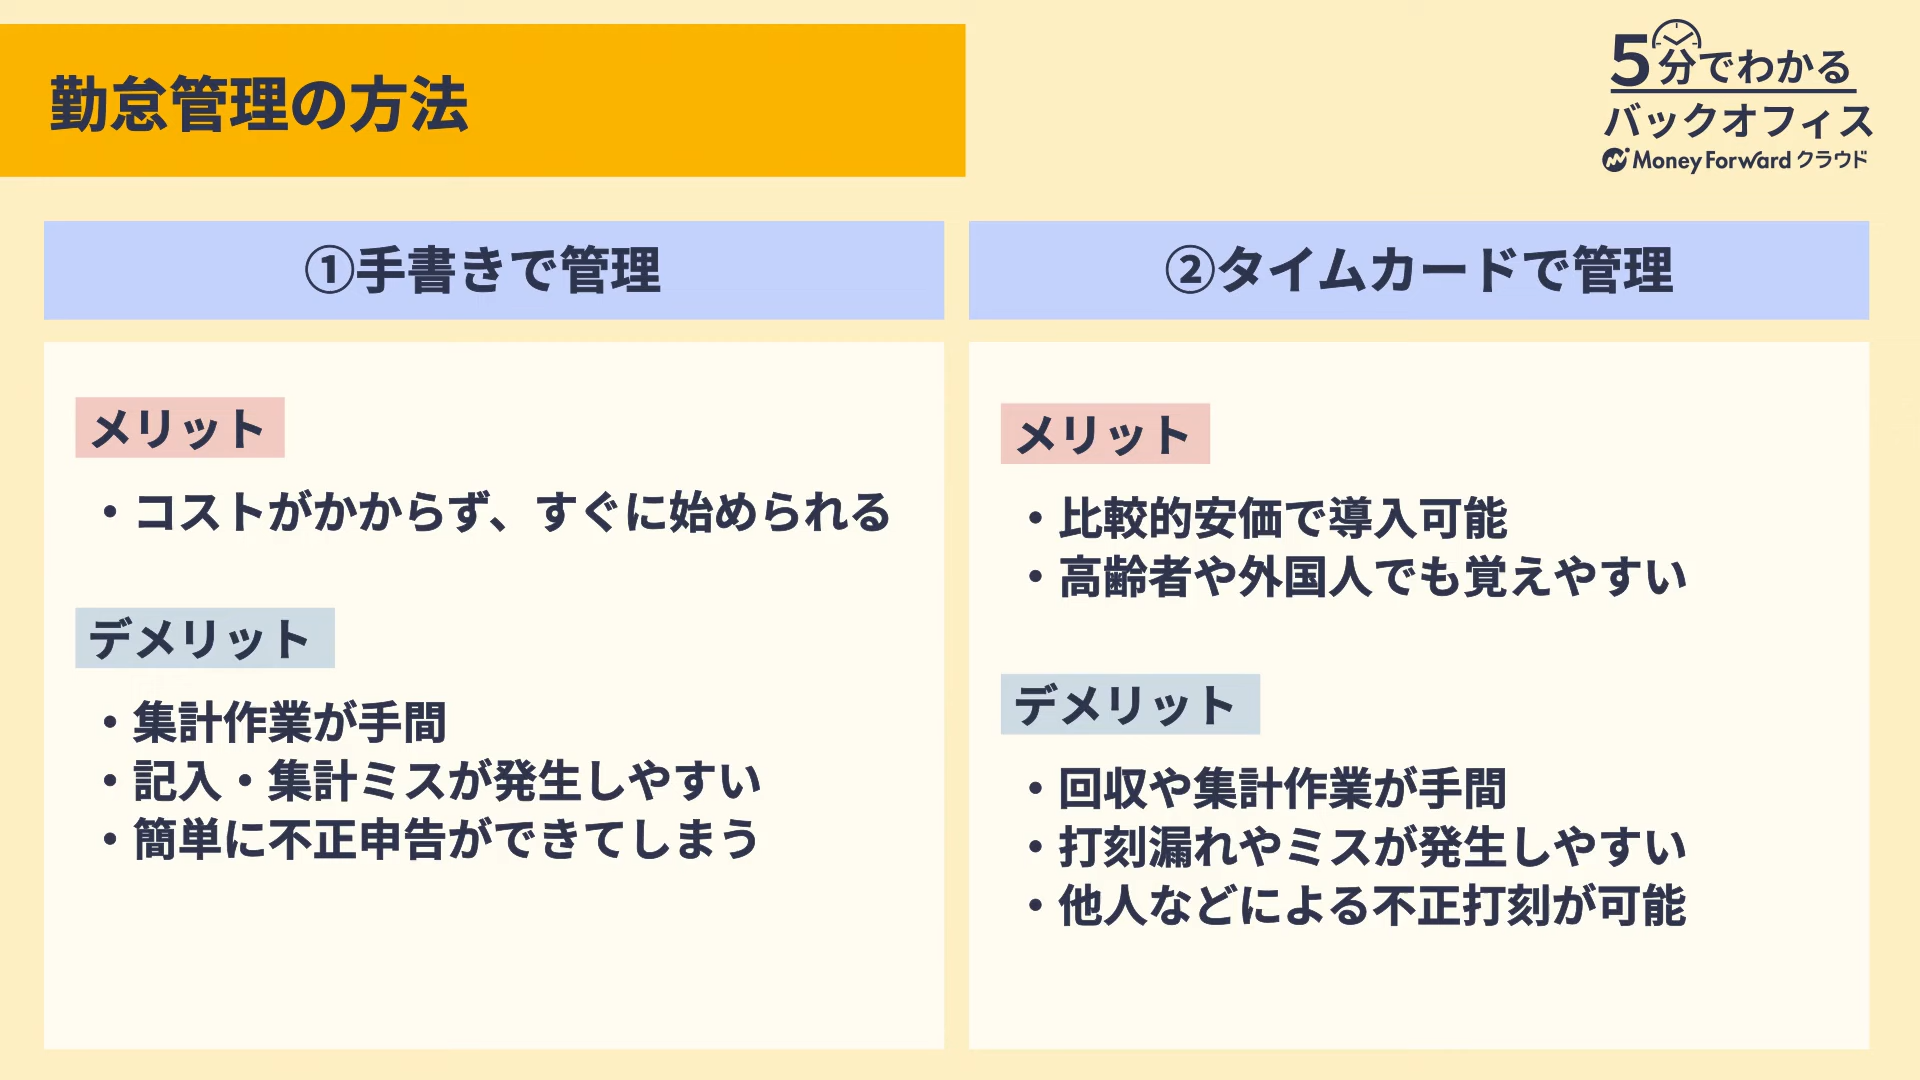 勤怠管理の方法
5分でわかる
バックオフィス
Money Forward クラウド
①手書きで管理
メリット
・コストがかからず、すぐに始められる
デメリット
・集計作業が手間
・記入・集計ミスが発生しやすい
・簡単に不正申告ができてしまう
②タイムカードで管理
メリット
・比較的安価で導入可能
・高齢者や外国人でも覚えやすい
デメリット
・回収や集計作業が手間
・打刻漏れやミスが発生しやすい
・他人などによる不正打刻が可能